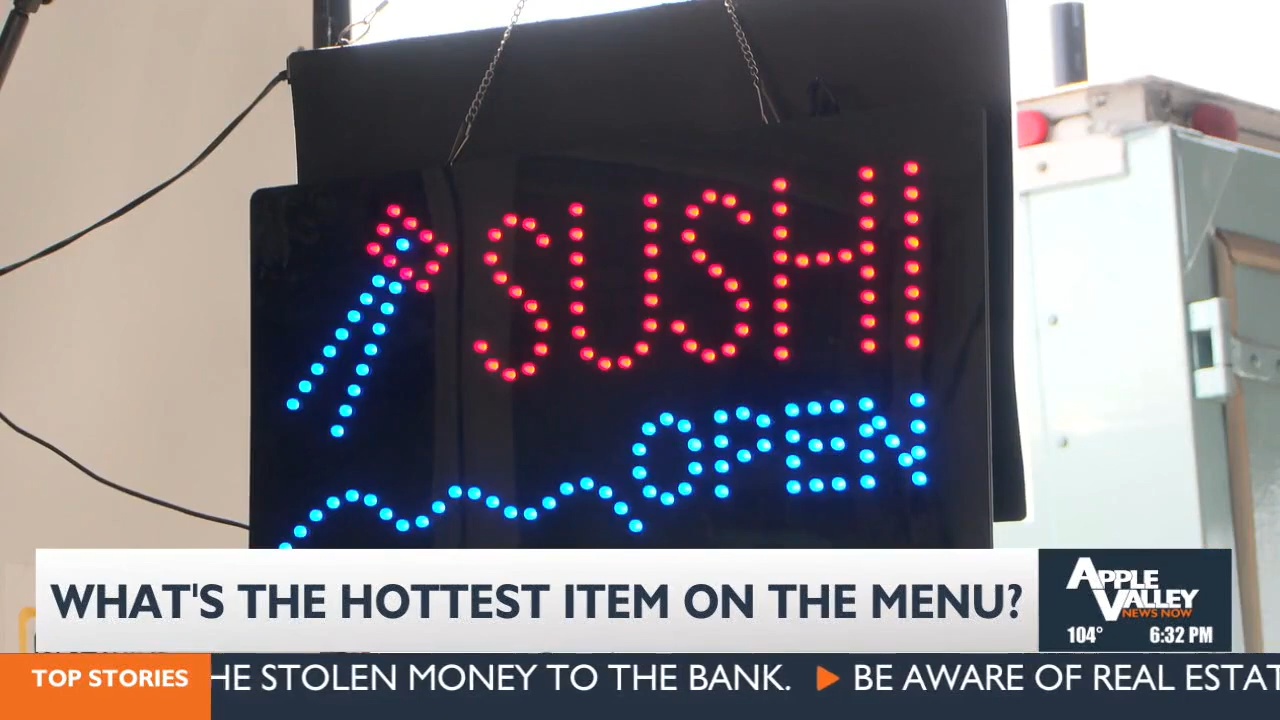 SUSHI
OPEN
WHAT'S THE HOTTEST ITEM ON THE MENU?
APPLE
VALLEY
NEWS NOW
104° 6:32 PM
TOP STORIES HE STOLEN MONEY TO THE BANK. BE AWARE OF REAL ESTAT